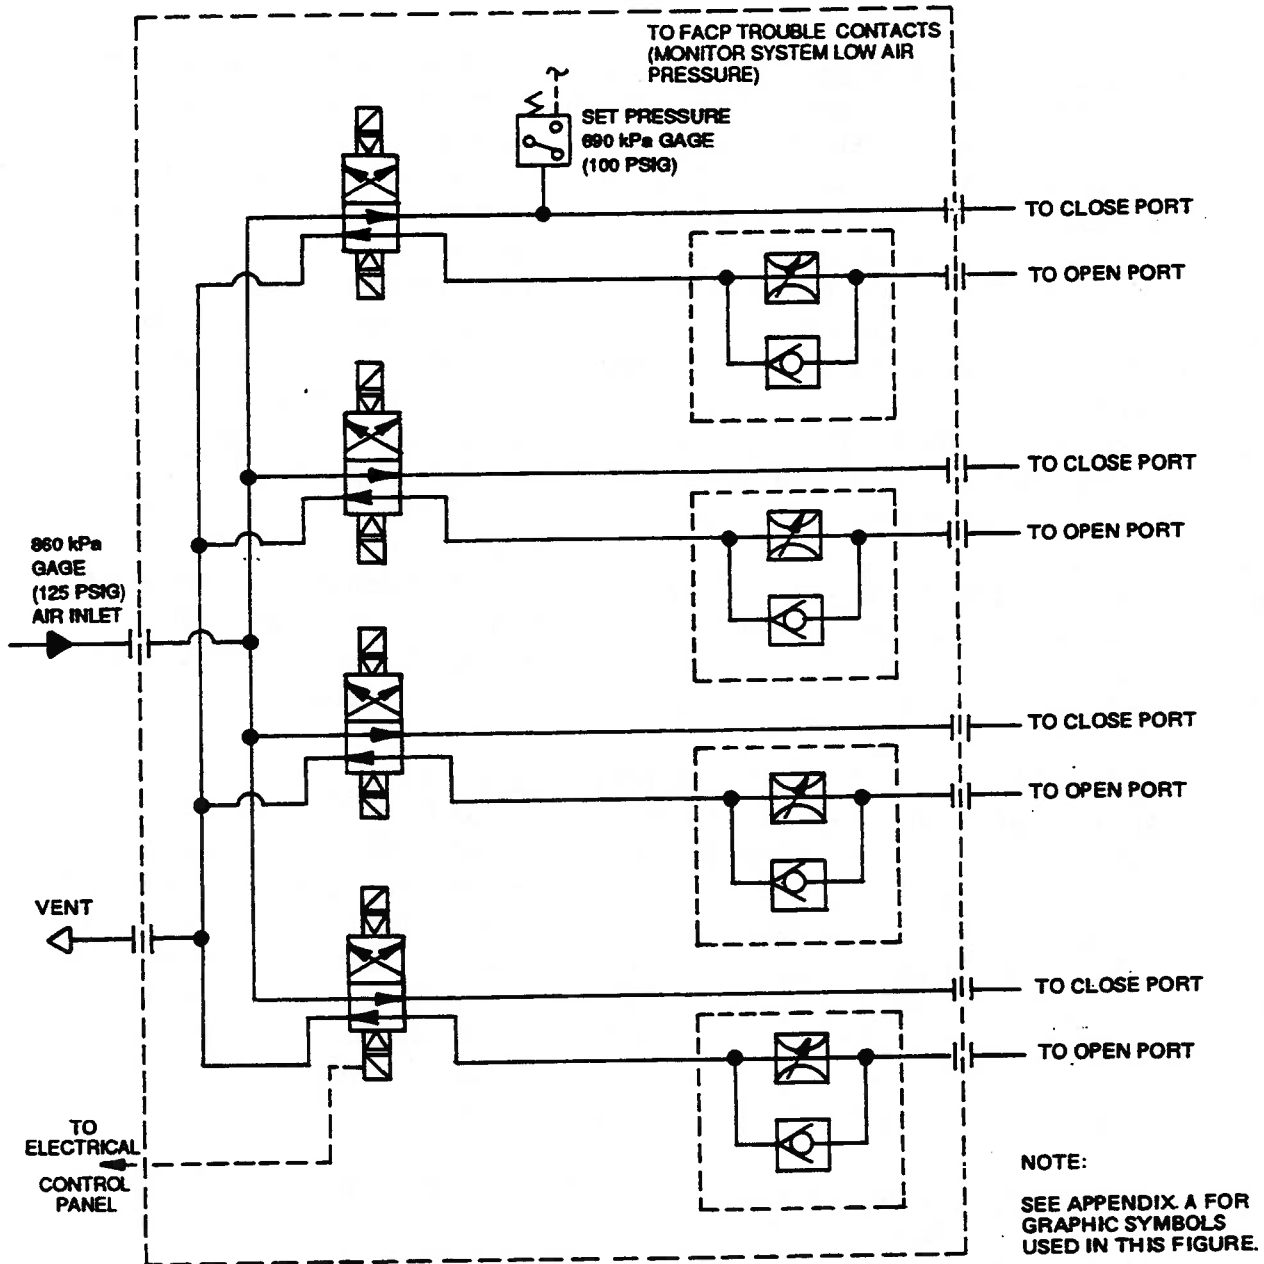 TO FACP TROUBLE CONTACTS
(MONITOR SYSTEM LOW AIR
PRESSURE)
SET PRESSURE
690 kPa GAGE
(100 PSIG)
TO CLOSE PORT
TO OPEN PORT
TO CLOSE PORT
TO OPEN PORT
860 kPa
GAGE
(125 PSIG)
AIR INLET
TO CLOSE PORT
TO OPEN PORT
VENT
TO CLOSE PORT
TO OPEN PORT
TO
ELECTRICAL
CONTROL
PANEL
NOTE:
SEE APPENDIX A FOR
GRAPHIC SYMBOLS
USED IN THIS FIGURE.